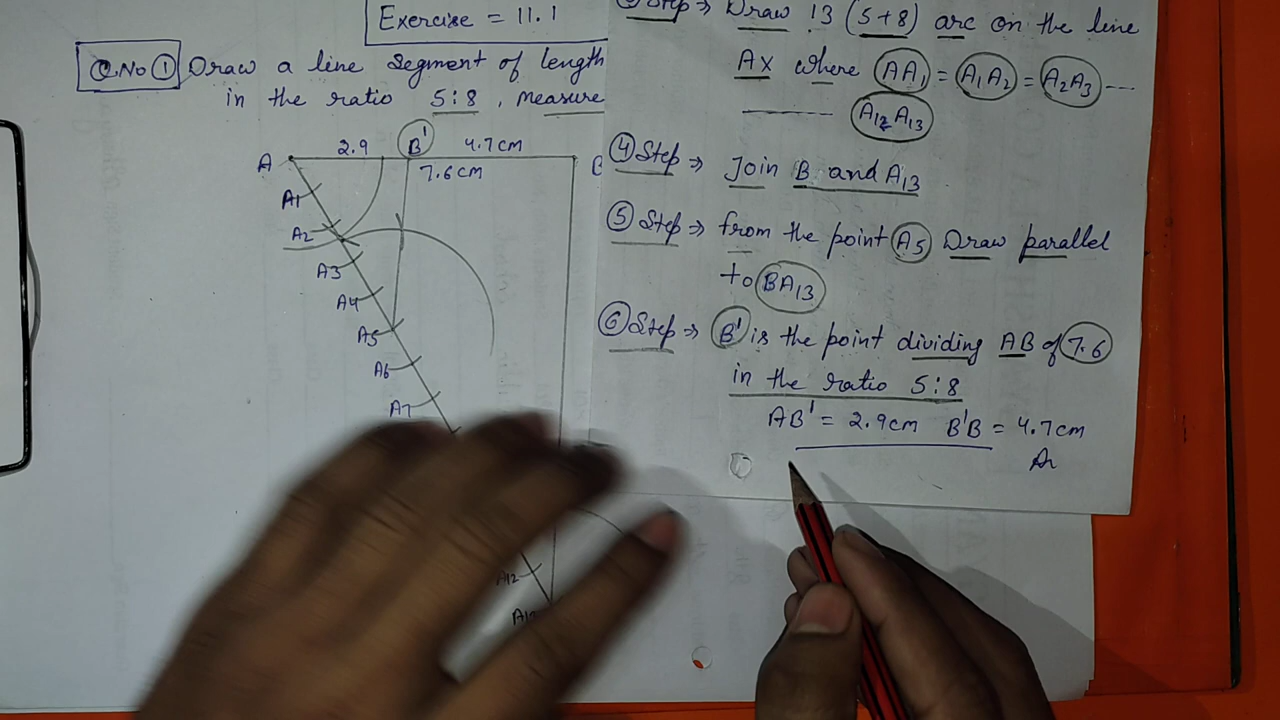 Exercise = 11.1
Q.No ① Draw a line segment of length
in the ratio 5:8, measure
A 2.9 B' 4.7cm
7.6cm
A1
A2
A3
A4
A5
A6
A7
A12
Step ⇒ Draw 13 (5+8) arc on the line
AX where AA1 = A1A2 = A2A3 ---
------- A12A13
④ Step ⇒ Join B and A13
⑤ Step ⇒ from the point A5 Draw parallel
to BA13
⑥ Step ⇒ B' is the point dividing AB of 7.6
in the ratio 5:8
AB' = 2.9cm B'B = 4.7cm